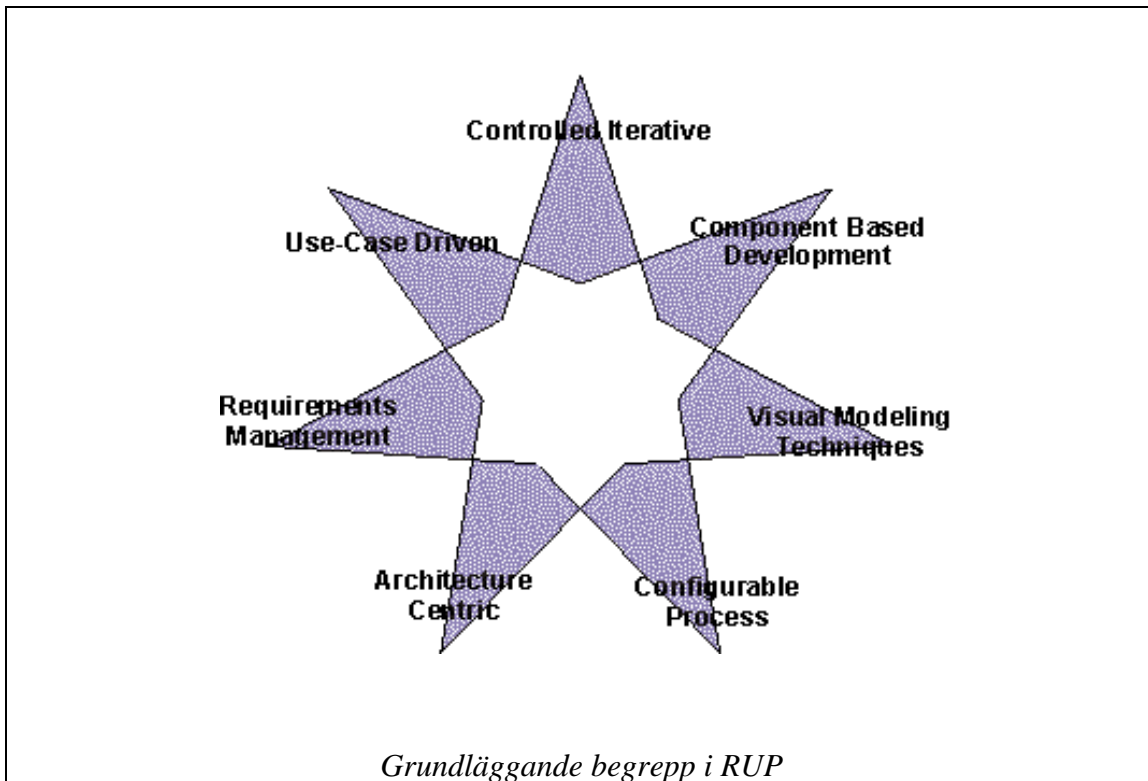 Controlled Iterative
Use-Case Driven
Component Based
Development
Requirements
Management
Visual Modeling
Techniques
Architecture
Centric
Configurable
Process
Grundläggande begrepp i RUP